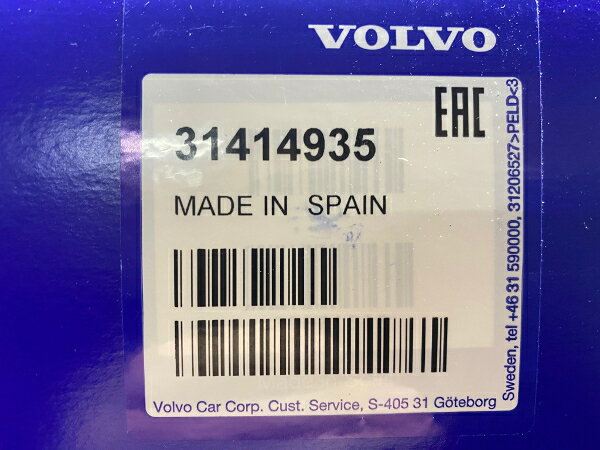 VOLVO
EAC
31414935
MADE IN SPAIN
Volvo Car Corp. Cust. Service, S-405 31 Göteborg
Sweden, tel +46 31 590000, 31206527>PELD<3